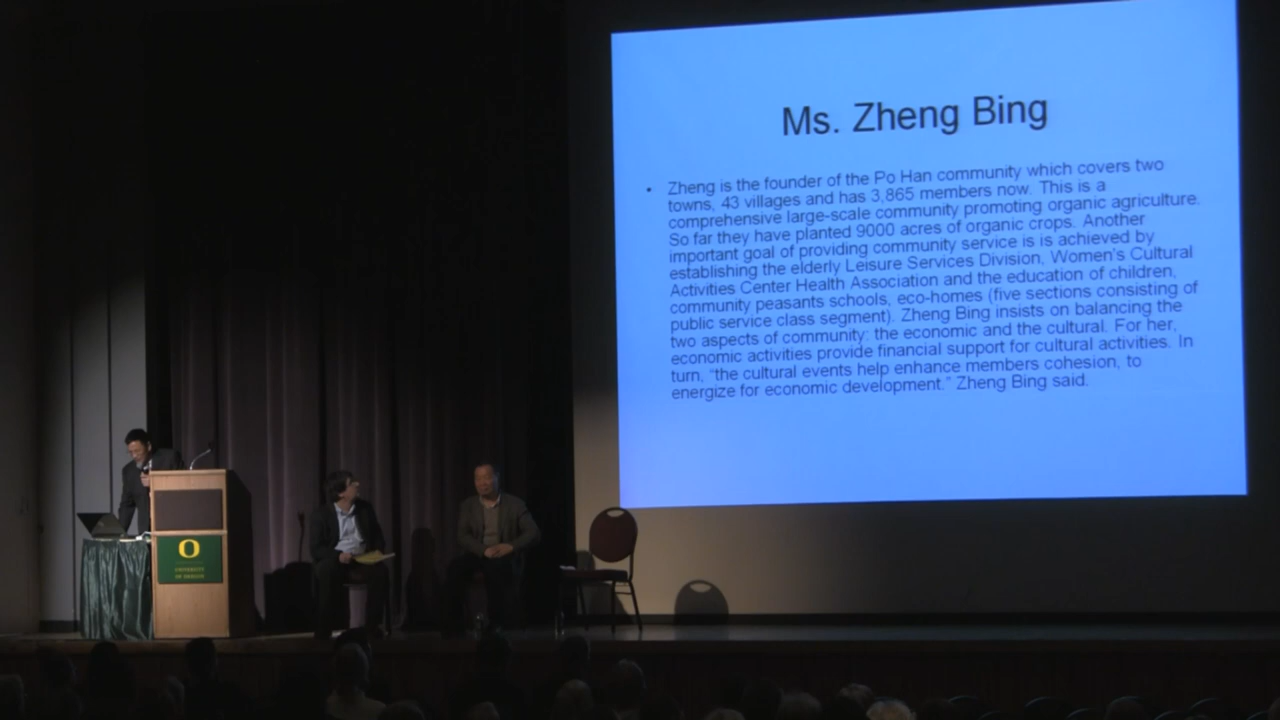 Ms. Zheng Bing
• Zheng is the founder of the Po Han community which covers two
towns, 43 villages and has 3,865 members now. This is a
comprehensive large-scale community promoting organic agriculture.
So far they have planted 9000 acres of organic crops. Another
important goal of providing community service is is achieved by
establishing the elderly Leisure Services Division, Women's Cultural
Activities Center Health Association and the education of children,
community peasants schools, eco-homes (five sections consisting of
public service class segment). Zheng Bing insists on balancing the
two aspects of community: the economic and the cultural. For her,
economic activities provide financial support for cultural activities. In
turn, "the cultural events help enhance members cohesion, to
energize for economic development." Zheng Bing said.
O
UNIVERSITY
OF OREGON